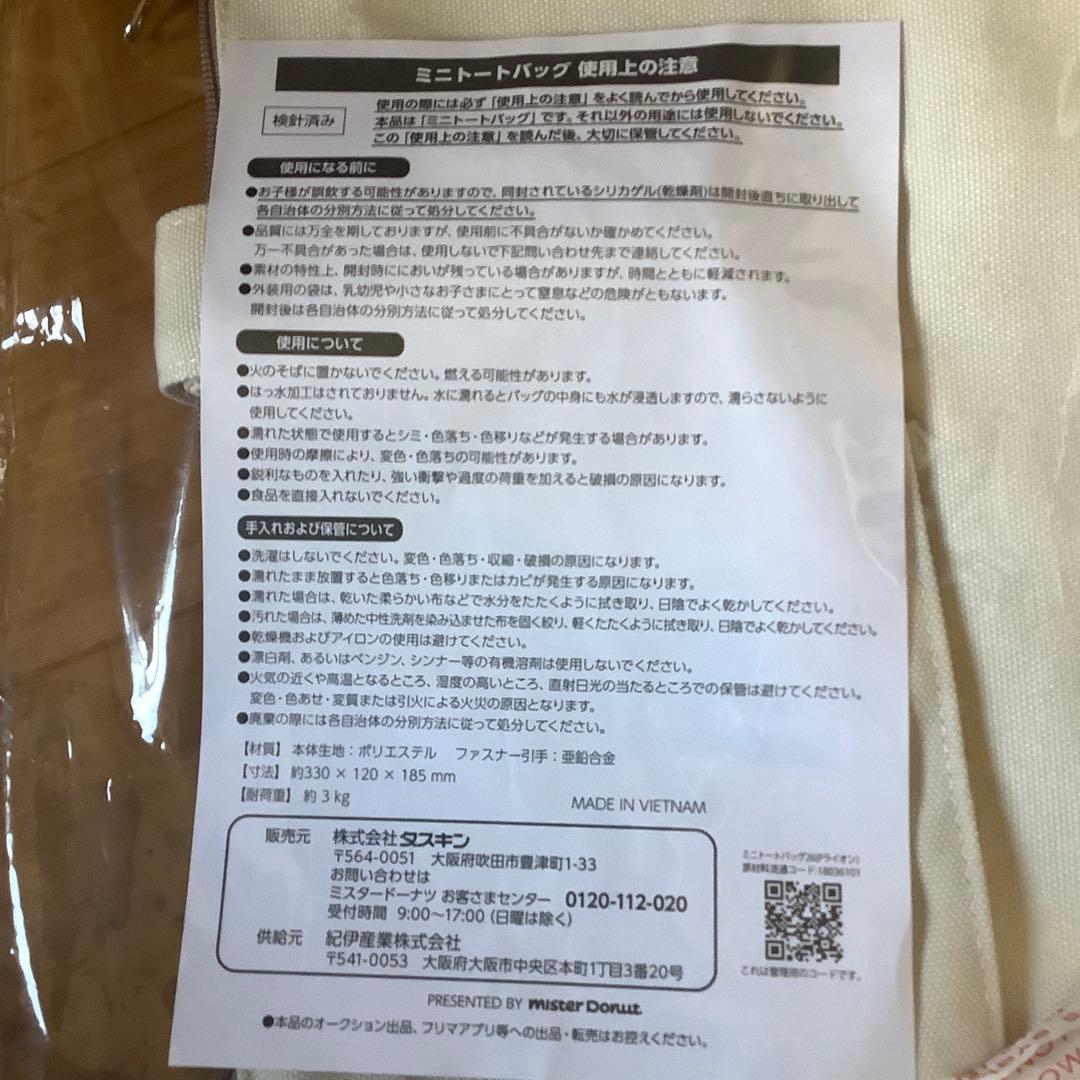 ミニトートバッグ 使用上の注意
検針済み
使用の際には必ず「使用上の注意」をよく読んでから使用してください。
本品は「ミニトートバッグ」です。それ以外の用途には使用しないでください。
この「使用上の注意」を読んだ後、大切に保管してください。
使用になる前に
●お子様が誤飲する可能性がありますので、同封されているシリカゲル(乾燥剤)は開封後直ちに取り出して
各自治体の分別方法に従って処分してください。
●品質には万全を期しておりますが、使用前に不具合がないか確かめてください。
万一不具合があった場合は、使用しないで下記問い合わせ先まで連絡してください。
●素材の特性上、開封時ににおいが残っている場合がありますが、時間とともに軽減されます。
●外装用の袋は、乳幼児や小さなお子さまにとって窒息などの危険がともないます。
開封後は各自治体の分別方法に従って処分してください。
使用について
●火のそばに置かないでください。燃える可能性があります。
●はっ水加工はされておりません。水に濡れるとバッグの中身にも水が浸透しますので、濡らさないように
使用してください。
●濡れた状態で使用するとシミ・色落ち・色移りなどが発生する場合があります。
●使用時の摩擦により、変色・色落ちの可能性があります。
●鋭利なものを入れたり、強い衝撃や過度の荷重を加えると破損の原因になります。
●食品を直接入れないでください。
手入れおよび保管について
●洗濯はしないでください。変色・色落ち・収縮・破損の原因になります。
●濡れたまま放置すると色落ち・色移りまたはカビが発生する原因になります。
●濡れた場合は、乾いた柔らかい布などで水分をたたくように拭き取り、日陰でよく乾かしてください。
●汚れた場合は、薄めた中性洗剤を染み込ませた布を固く絞り、軽くたたくように拭き取り、日陰でよく乾かしてください。
●乾燥機およびアイロンの使用は避けてください。
●漂白剤、あるいはベンジン、シンナー等の有機溶剤は使用しないでください。
●火気の近くや高温となるところ、湿度の高いところ、直射日光の当たるところでの保管は避けてください。
変色・色あせ・変質または引火による火災の原因となります。
●廃棄の際には各自治体の分別方法に従って処分してください。
【材質】本体生地：ポリエステル ファスナー引手：亜鉛合金
【寸法】約330 × 120 × 185 mm
【耐荷重】約 3 kg
MADE IN VIETNAM
販売元 株式会社ダスキン
〒564-0051 大阪府吹田市豊津町1-33
お問い合わせは
ミスタードーナツ お客さまセンター 0120-112-020
受付時間 9:00～17:00 (日曜は除く)
供給元 紀伊産業株式会社
〒541-0053 大阪府大阪市中央区本町1丁目3番20号
ミニトートバッグ26(Pライオン)
原材料流通コード:18036101
これは管理用のコードです。
PRESENTED BY mister Donut
●本品のオークション出品、フリマアプリ等への出品・転売はお控えください。